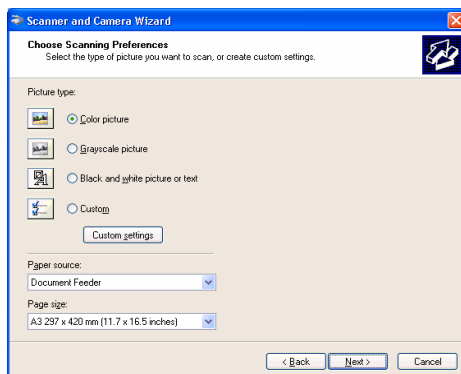 Scanner and Camera Wizard
Choose Scanning Preferences
Select the type of picture you want to scan, or create custom settings.
Picture type:
Color picture
Grayscale picture
Black and white picture or text
Custom
Custom settings
Paper source:
Document Feeder
Page size:
A3 297 x 420 mm (11.7 x 16.5 inches)
< Back
Next >
Cancel